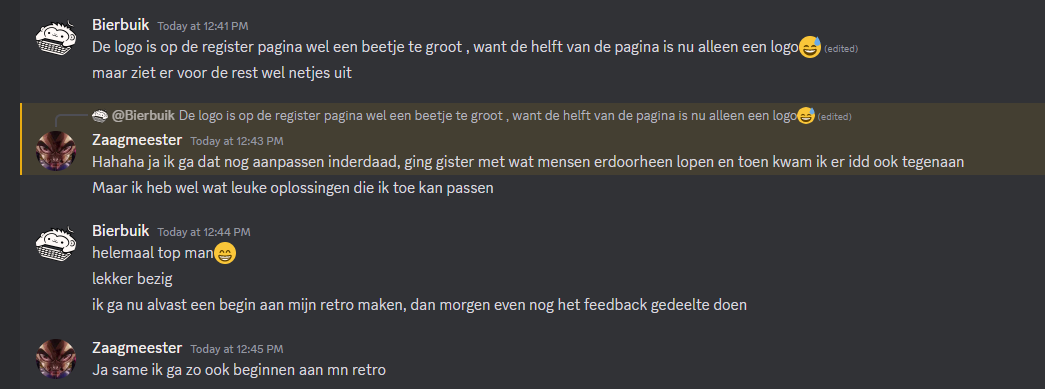 Bierbuik Today at 12:41 PM
De logo is op de register pagina wel een beetje te groot , want de helft van de pagina is nu alleen een logo😅 (edited)
maar ziet er voor de rest wel netjes uit
@Bierbuik De logo is op de register pagina wel een beetje te groot , want de helft van de pagina is nu alleen een logo😅 (edited)
Zaagmeester Today at 12:43 PM
Hahaha ja ik ga dat nog aanpassen inderdaad, ging gister met wat mensen erdoorheen lopen en toen kwam ik er idd ook tegenaan
Maar ik heb wel wat leuke oplossingen die ik toe kan passen
Bierbuik Today at 12:44 PM
helemaal top man😄
lekker bezig
ik ga nu alvast een begin aan mijn retro maken, dan morgen even nog het feedback gedeelte doen
Zaagmeester Today at 12:45 PM
Ja same ik ga zo ook beginnen aan mn retro